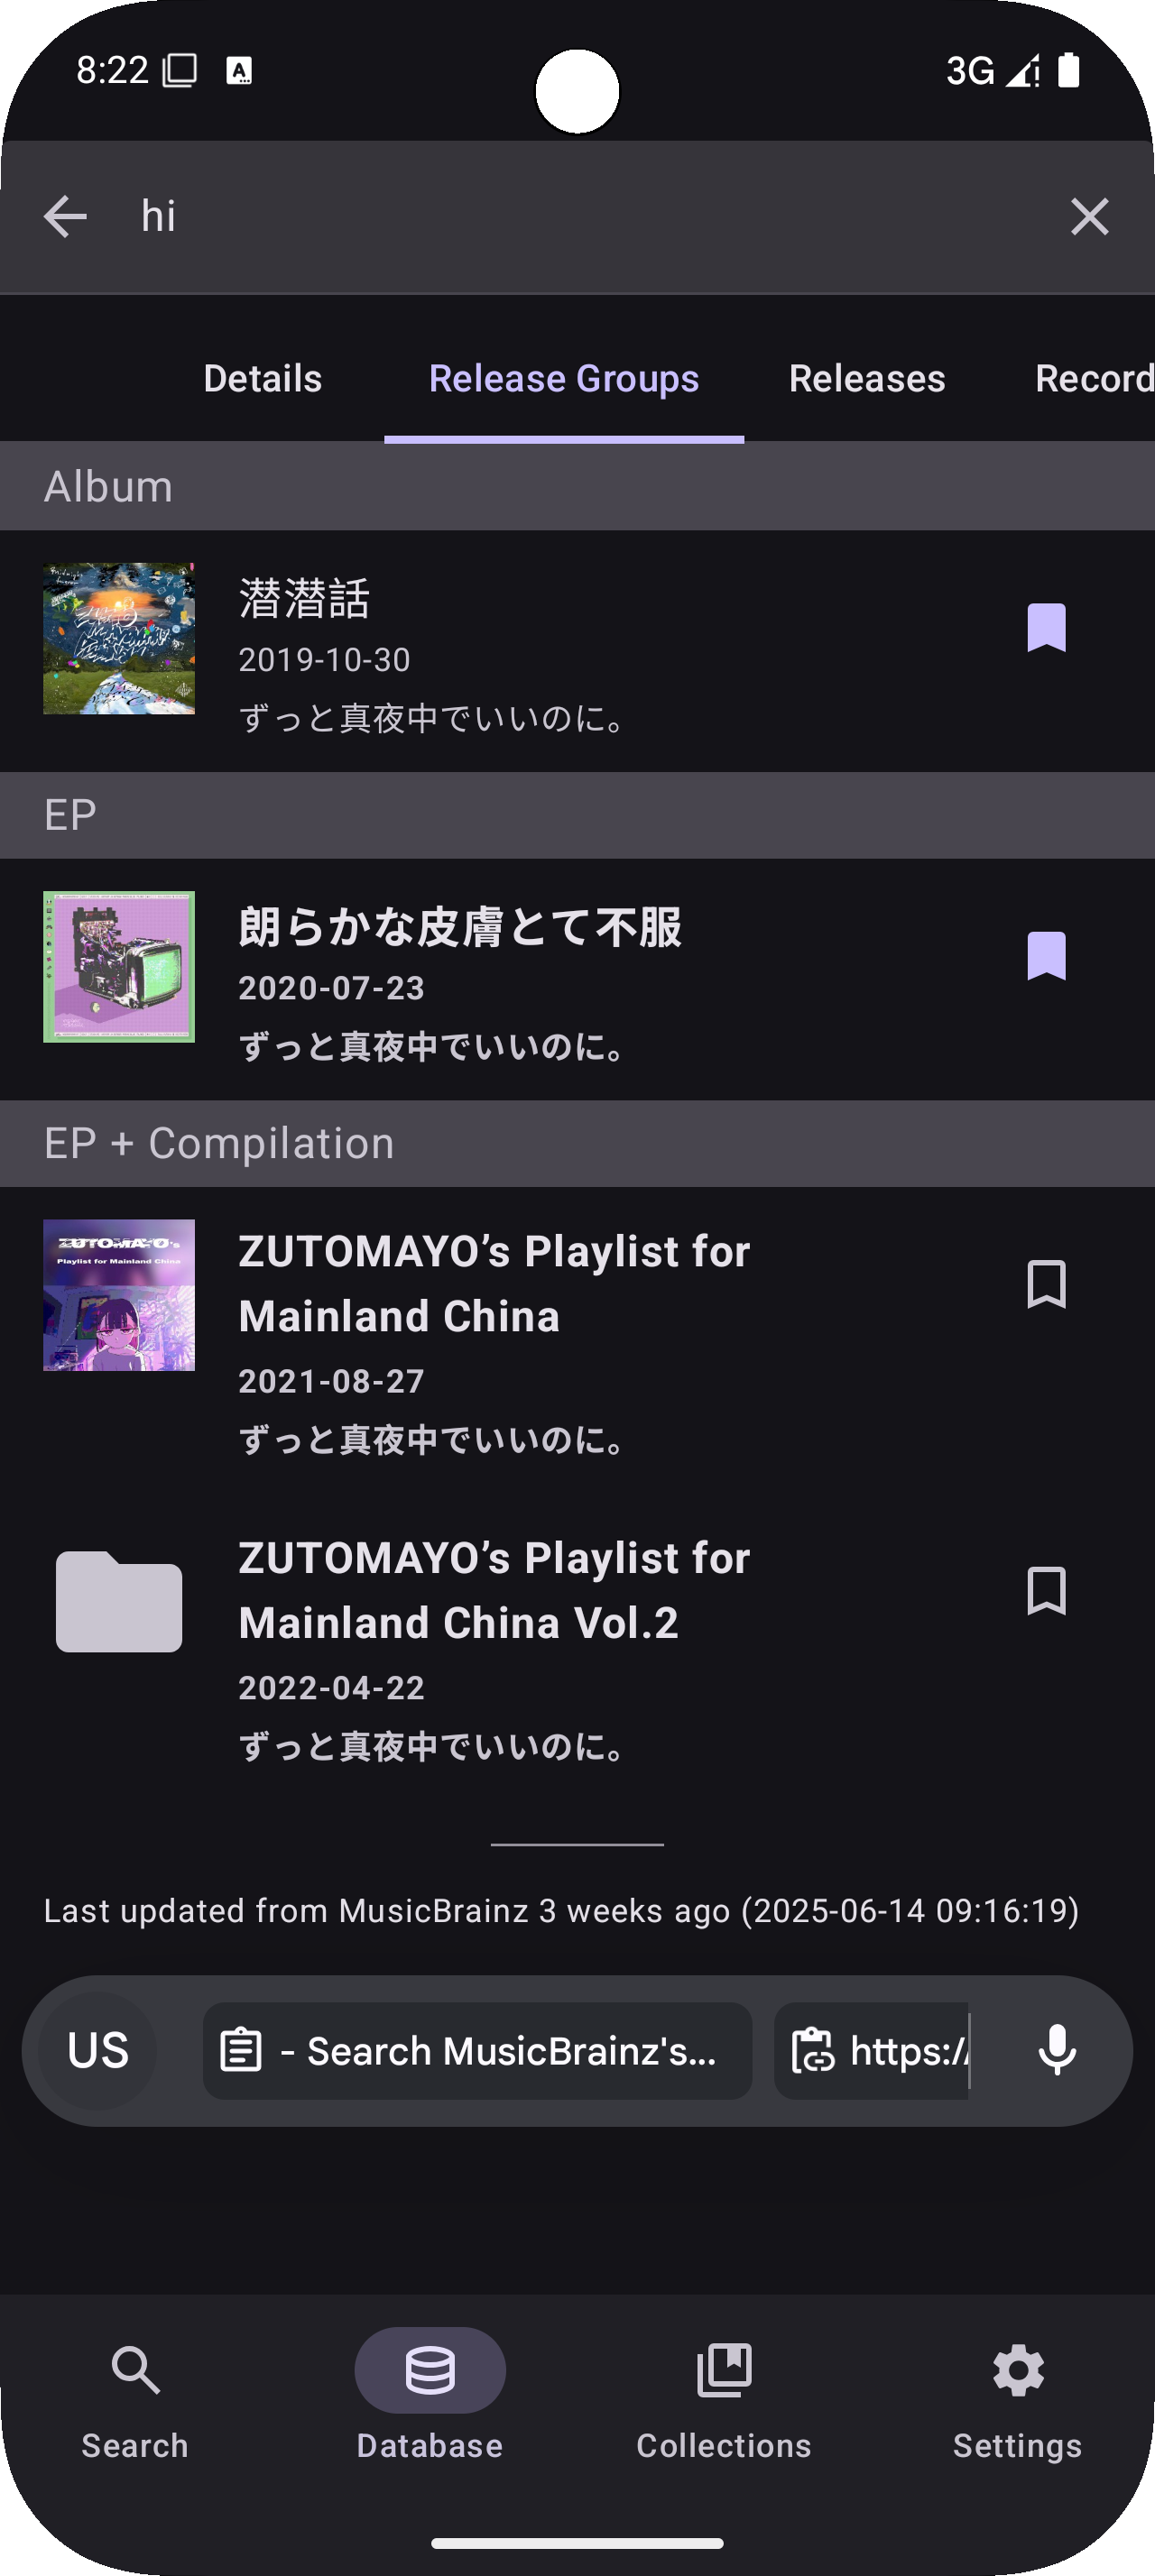 8:22
3G
hi
Details Release Groups Releases Record
Album
潜潜話
2019-10-30
ずっと真夜中でいいのに。
EP
朗らかな皮膚とて不服
2020-07-23
ずっと真夜中でいいのに。
EP + Compilation
ZUTOMAYO's
Playlist for Mainland China
ZUTOMAYO’s Playlist for
Mainland China
2021-08-27
ずっと真夜中でいいのに。
ZUTOMAYO’s Playlist for
Mainland China Vol.2
2022-04-22
ずっと真夜中でいいのに。
Last updated from MusicBrainz 3 weeks ago (2025-06-14 09:16:19)
US - Search MusicBrainz's... https://
Search Database Collections Settings